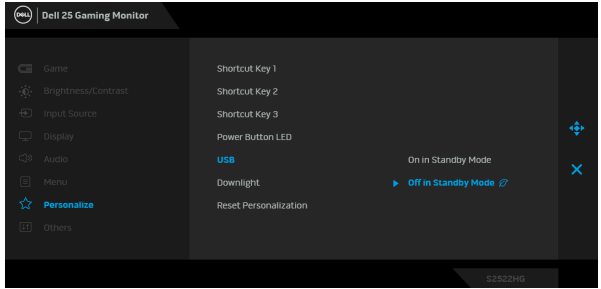 DELL Dell 25 Gaming Monitor
Game
Brightness/Contrast
Input Source
Display
Audio
Menu
Personalize
Others
Shortcut Key 1
Shortcut Key 2
Shortcut Key 3
Power Button LED
USB
Downlight
Reset Personalization
On in Standby Mode
Off in Standby Mode
S2522HG